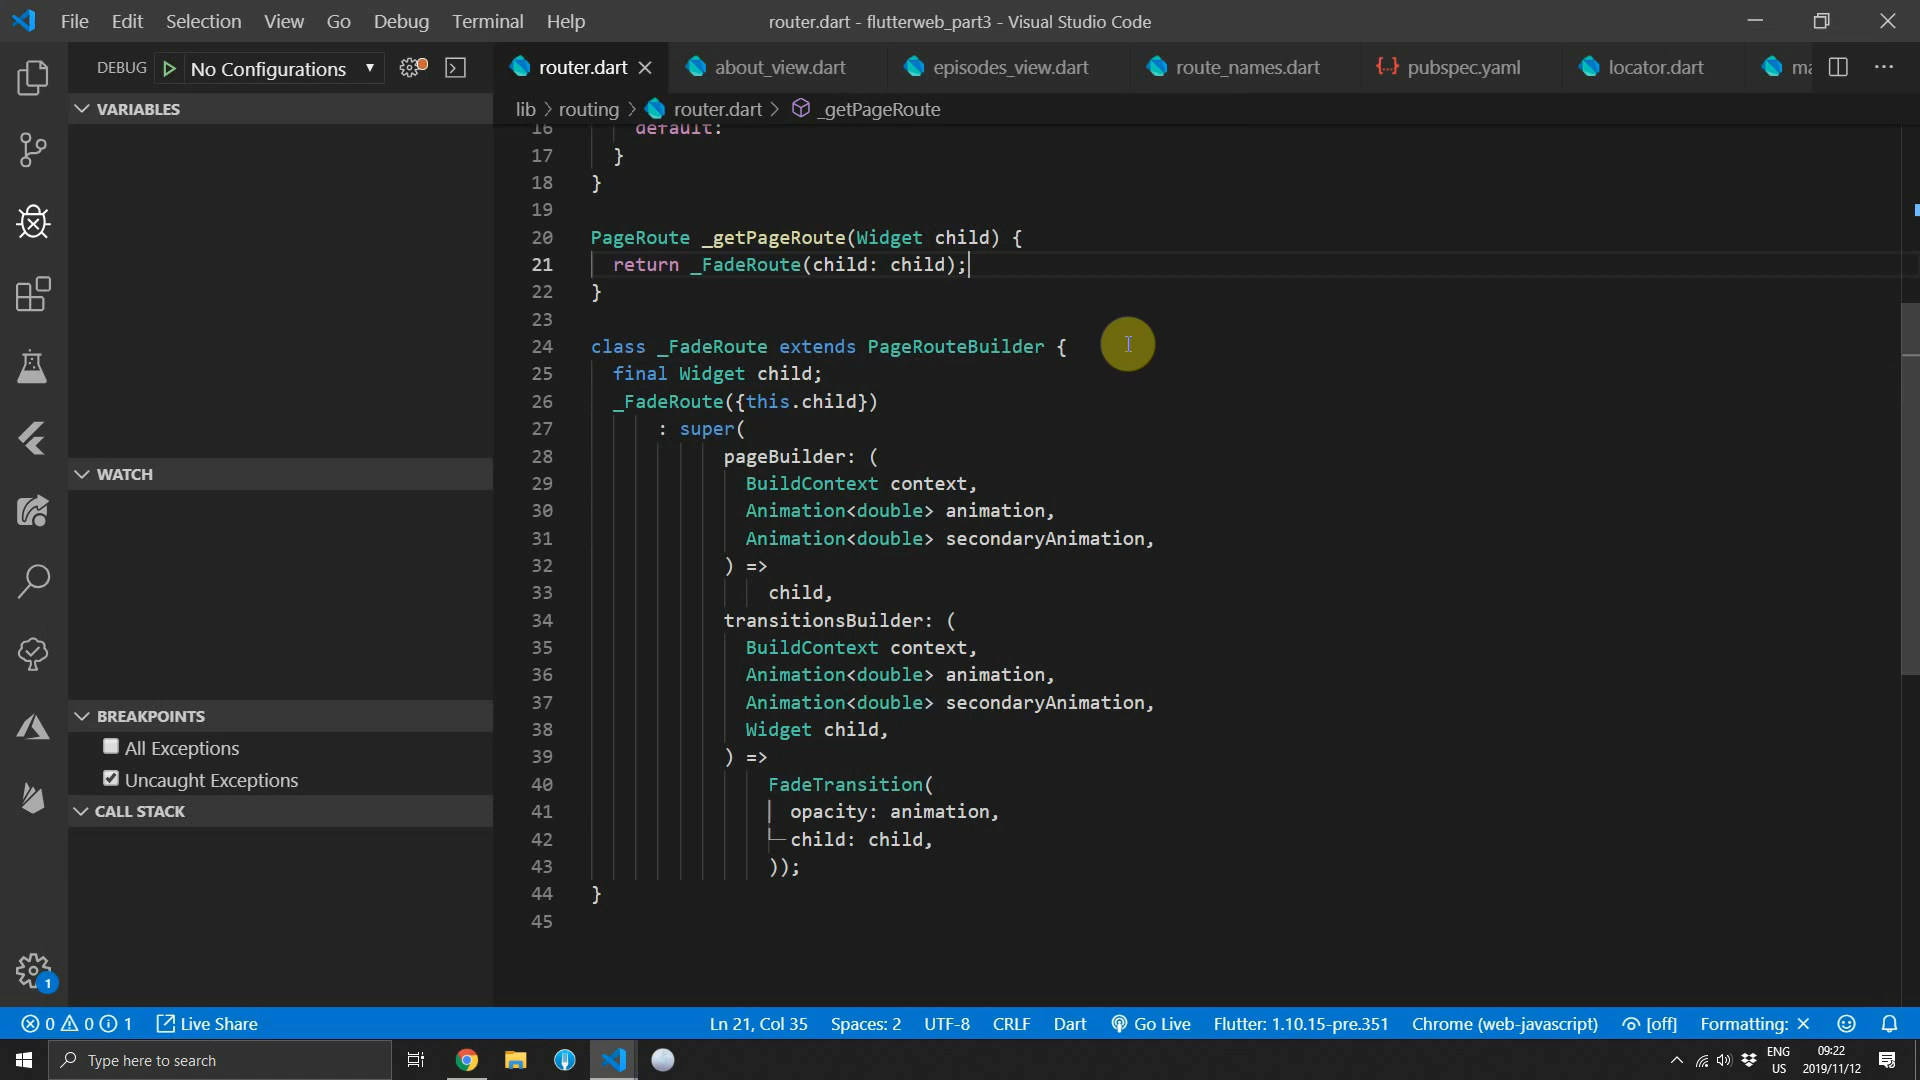 File Edit Selection View Go Debug Terminal Help router.dart - flutterweb_part3 - Visual Studio Code
DEBUG No Configurations
router.dart about_view.dart episodes_view.dart route_names.dart pubspec.yaml locator.dart ma
VARIABLES
lib > routing > router.dart > _getPageRoute
16 default:
17 }
18 }
19
20 PageRoute _getPageRoute(Widget child) {
21 return _FadeRoute(child: child);
22 }
23
24 class _FadeRoute extends PageRouteBuilder {
25 final Widget child;
26 _FadeRoute({this.child})
27 : super(
28 pageBuilder: (
29 BuildContext context,
30 Animation<double> animation,
31 Animation<double> secondaryAnimation,
32 ) =>
33 child,
34 transitionsBuilder: (
35 BuildContext context,
36 Animation<double> animation,
37 Animation<double> secondaryAnimation,
38 Widget child,
39 ) =>
40 FadeTransition(
41 opacity: animation,
42 child: child,
43 ));
44 }
45
WATCH
BREAKPOINTS
All Exceptions
Uncaught Exceptions
CALL STACK
1
0 0 1 Live Share Ln 21, Col 35 Spaces: 2 UTF-8 CRLF Dart Go Live Flutter: 1.10.15-pre.351 Chrome (web-javascript) [off] Formatting: ×
Type here to search
ENG
US
09:22
2019/11/12